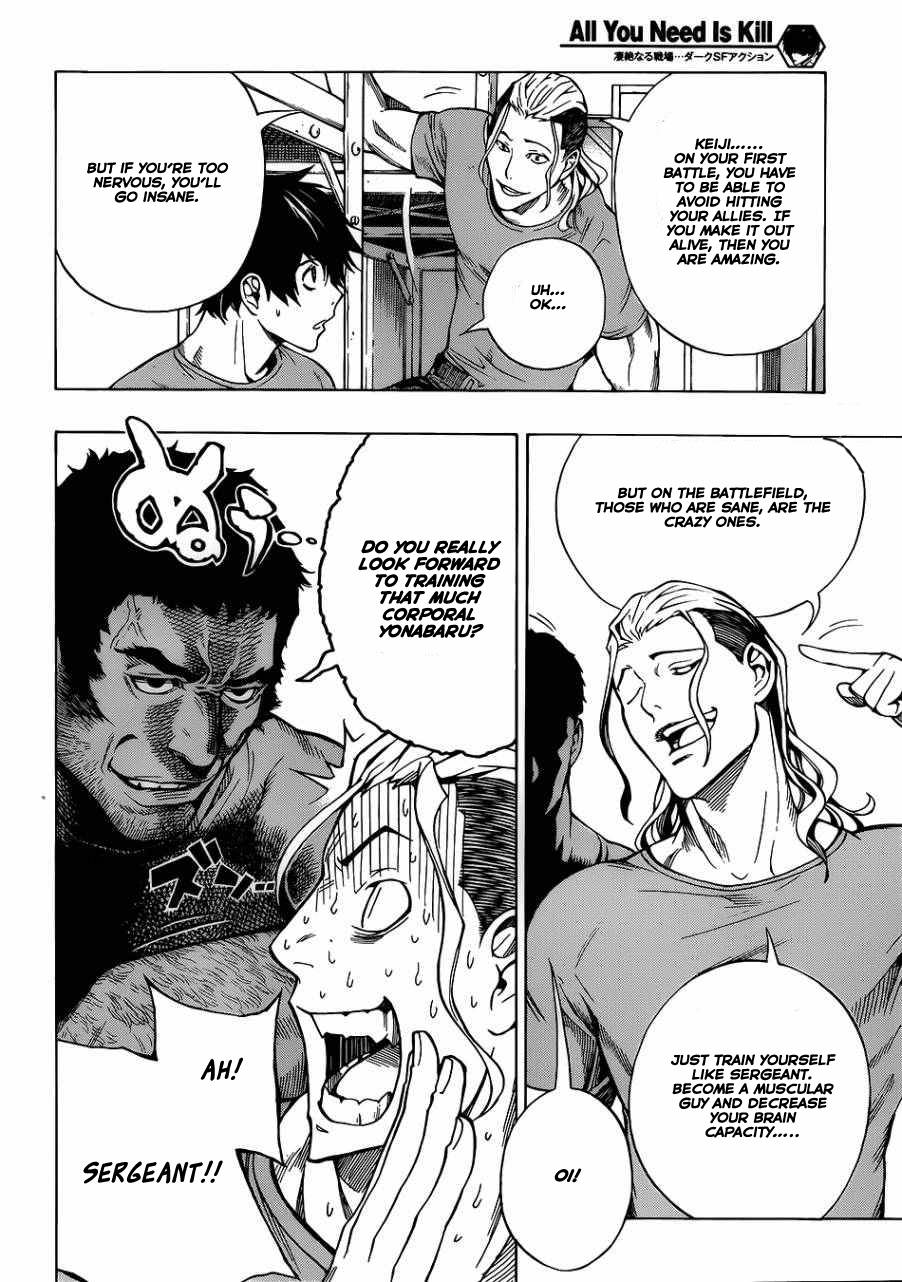 All You Need Is Kill
凄絶なる戦場…ダークSFアクション
KEIJI......
ON YOUR FIRST
BATTLE, YOU HAVE
TO BE ABLE TO
AVOID HITTING
YOUR ALLIES. IF
YOU MAKE IT OUT
ALIVE, THEN YOU
ARE AMAZING.
UH...
OK...
BUT IF YOU'RE TOO
NERVOUS, YOU'LL
GO INSANE.
BUT ON THE BATTLEFIELD,
THOSE WHO ARE SANE, ARE THE
CRAZY ONES.
JUST TRAIN YOURSELF
LIKE SERGEANT.
BECOME A MUSCULAR
GUY AND DECREASE
YOUR BRAIN
CAPACITY.....
OI!
ぬぅ…
DO YOU REALLY
LOOK FORWARD
TO TRAINING
THAT MUCH
CORPORAL
YONABARU?
ズンッ…
AH!
SERGEANT!!